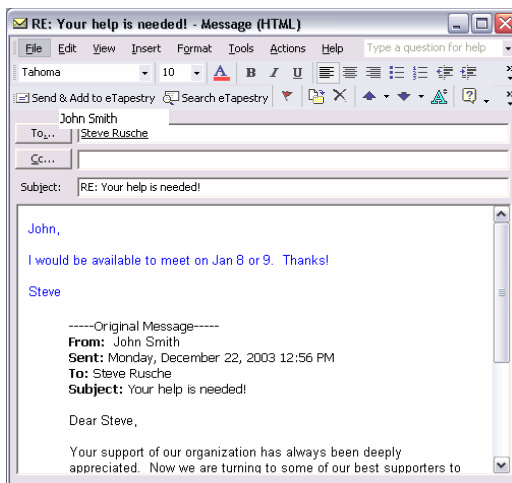 RE: Your help is needed! - Message (HTML)
File Edit View Insert Format Tools Actions Help Type a question for help
Tahoma 10 A B I U
Send & Add to eTapestry Search eTapestry
John Smith
To... Steve Rusche
Cc...
Subject: RE: Your help is needed!
John,
I would be available to meet on Jan 8 or 9. Thanks!
Steve
-----Original Message-----
From: John Smith
Sent: Monday, December 22, 2003 12:56 PM
To: Steve Rusche
Subject: Your help is needed!
Dear Steve,
Your support of our organization has always been deeply
appreciated. Now we are turning to some of our best supporters to